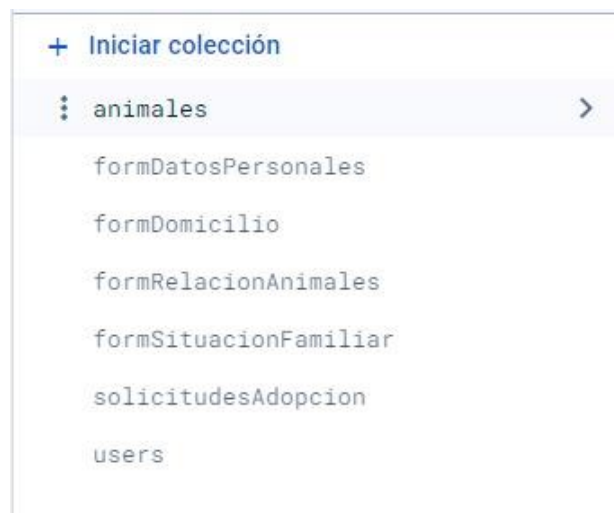 + Iniciar colección
animales
formDatosPersonales
formDomicilio
formRelacionAnimales
formSituacionFamiliar
solicitudesAdopcion
users